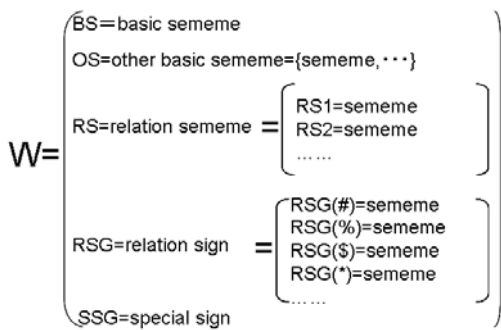 BS=basic sememe
OS=other basic sememe={sememe,···}
RS=relation sememe =
RS1=sememe
RS2=sememe
……
W=
RSG=relation sign =
RSG(#)=sememe
RSG(%)=sememe
RSG($)=sememe
RSG(*)=sememe
……
SSG=special sign